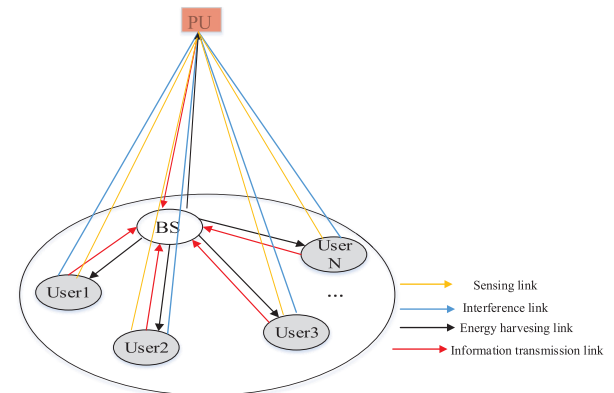 PU
BS
User
N
User1
...
User2
User3
Sensing link
Interference link
Energy harvesing link
Information transmission link